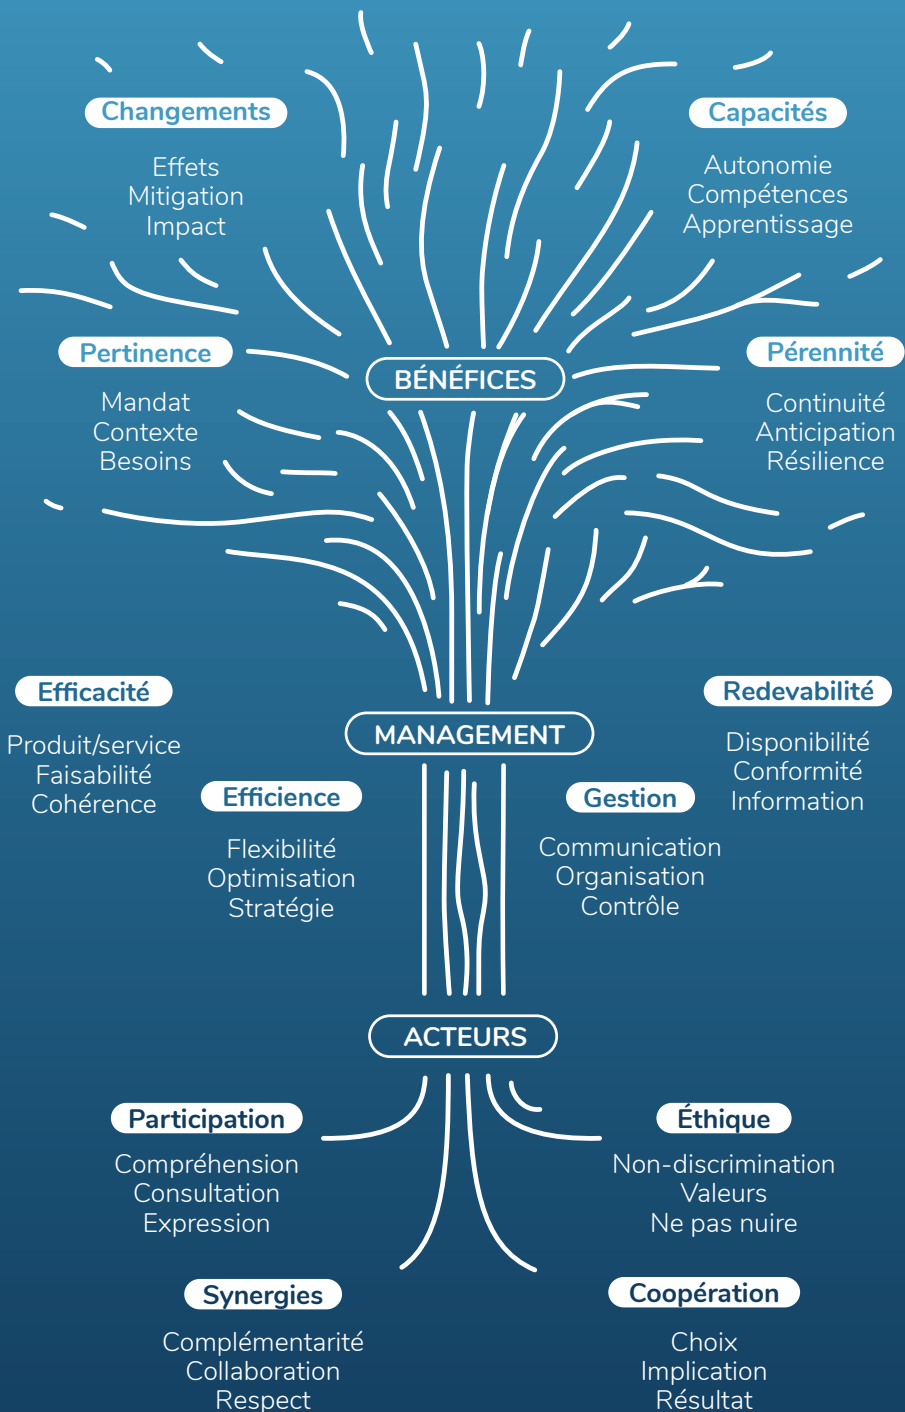 Changements
Effets
Mitigation
Impact
Capacités
Autonomie
Compétences
Apprentissage
Pertinence
Mandat
Contexte
Besoins
BÉNÉFICES
Pérennité
Continuité
Anticipation
Résilience
Efficacité
Produit/service
Faisabilité
Cohérence
MANAGEMENT
Redevabilité
Disponibilité
Conformité
Information
Efficience
Flexibilité
Optimisation
Stratégie
Gestion
Communication
Organisation
Contrôle
ACTEURS
Participation
Compréhension
Consultation
Expression
Éthique
Non-discrimination
Valeurs
Ne pas nuire
Synergies
Complémentarité
Collaboration
Respect
Coopération
Choix
Implication
Résultat